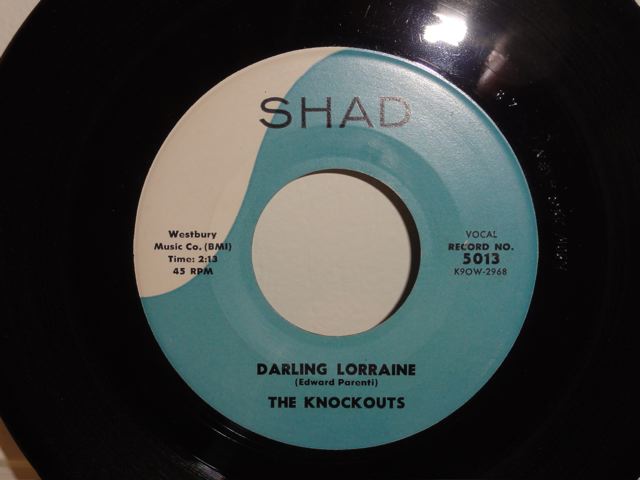 SHAD
Westbury
Music Co. (BMI)
Time: 2:13
45 RPM
VOCAL
RECORD NO.
5013
K9OW-2968
DARLING LORRAINE
(Edward Parenti)
THE KNOCKOUTS